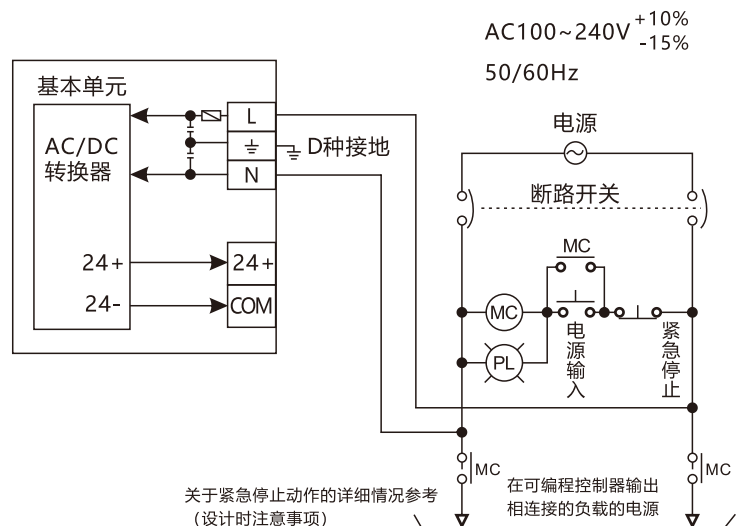 AC100~240V +10% -15%
50/60Hz
基本单元
AC/DC
转换器
L
N
D种接地
24+
24+
24-
COM
电源
断路开关
MC
MC
电源输入
紧急停止
PL
MC
MC
关于紧急停止动作的详细情况参考
(设计时注意事项)
在可编程控制器输出
相连接的负载的电源